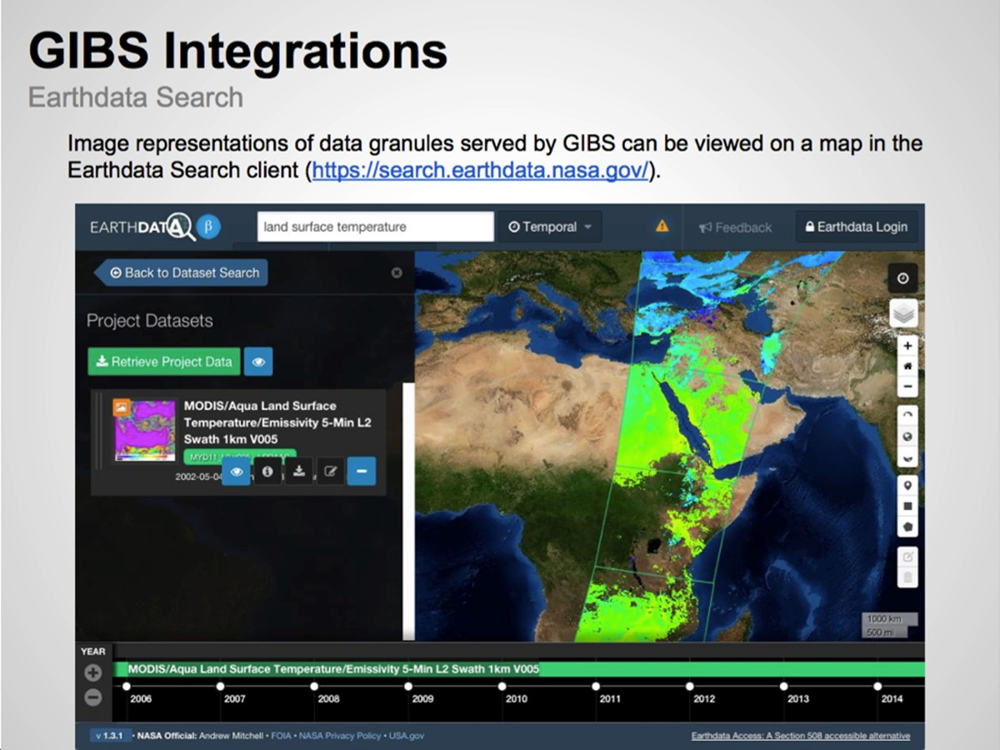 GIBS Integrations
Earthdata Search
Image representations of data granules served by GIBS can be viewed on a map in the
Earthdata Search client (https://search.earthdata.nasa.gov/).
EARTHDATA β
land surface temperature
Temporal
Feedback
Earthdata Login
Back to Dataset Search
Project Datasets
Retrieve Project Data
MODIS/Aqua Land Surface
Temperature/Emissivity 5-Min L2
Swath 1km V005
2002-05-04
1000 km
500 mi
YEAR
MODIS/Aqua Land Surface Temperature/Emissivity 5-Min L2 Swath 1km V005
2006 2007 2008 2009 2010 2011 2012 2013 2014
v 1.3.1 • NASA Official: Andrew Mitchell • FOIA • NASA Privacy Policy • USA.gov
Earthdata Access: A Section 508 accessible alternative